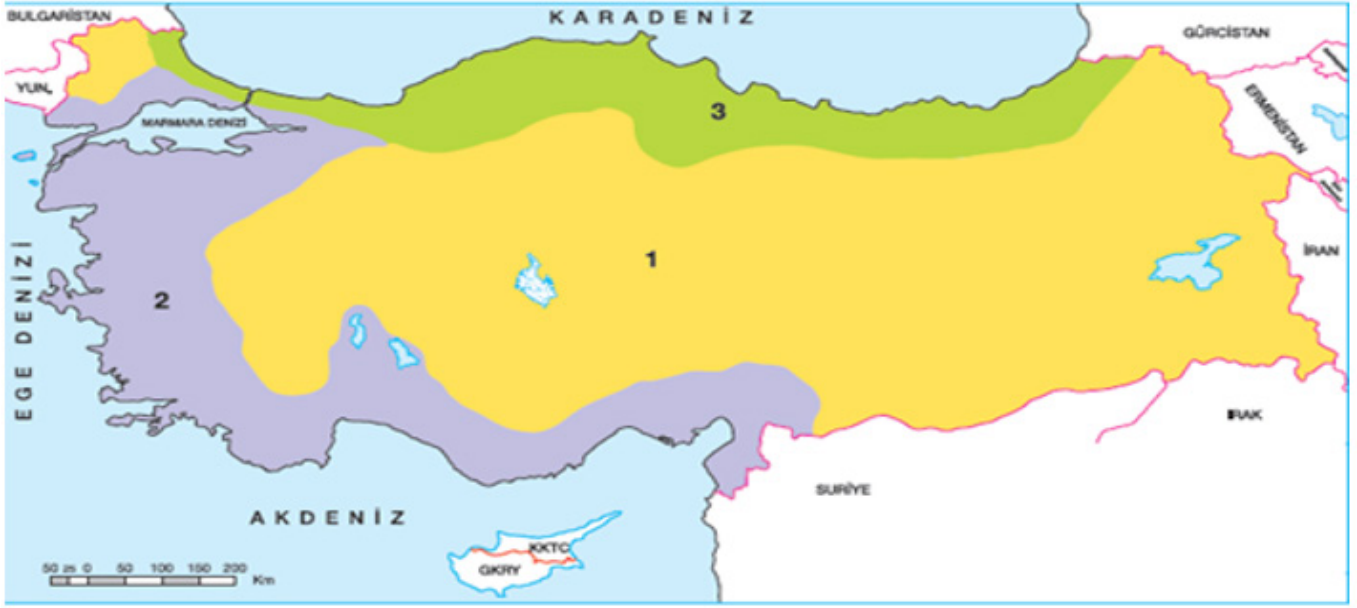 BULGARİSTAN
KARADENİZ
GÜRCİSTAN
YUN.
MARMARA DENİZİ
3
ERMENİSTAN
EGE DENİZİ
2
1
İRAN
IRAK
SURİYE
AKDENİZ
KKTC
GKRY
50 25 0 50 100 150 200
Km